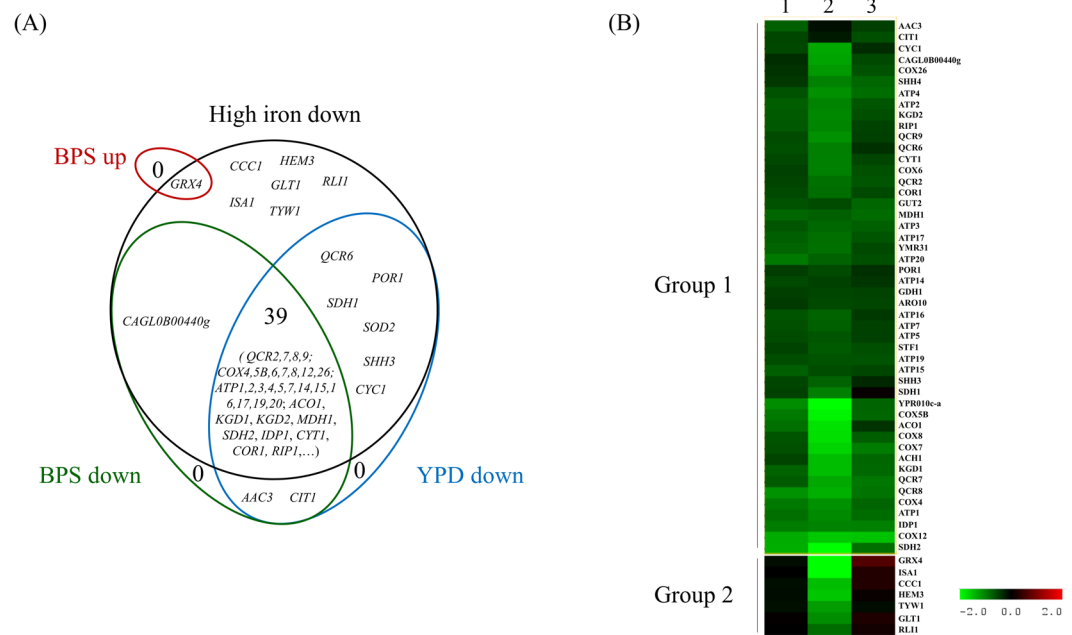 (A)
High iron down
BPS up
0
GRX4
CCC1
HEM3
GLT1
RLI1
ISA1
TYW1
QCR6
POR1
SDH1
SOD2
SHH3
CYC1
CAGL0B00440g
39
( QCR2,7,8,9;
COX4,5B,6,7,8,12,26;
ATP1,2,3,4,5,7,14,15,1
6,17,19,20; ACO1,
KGD1, KGD2, MDH1,
SDH2, IDP1, CYT1,
COR1, RIP1,...)
BPS down
0
0
YPD down
AAC3 CIT1
(B)
1 2 3
AAC3
CIT1
CYC1
CAGL0B00440g
COX26
SHH4
ATP4
ATP2
KGD2
RIP1
QCR9
QCR6
CYT1
COX6
QCR2
COR1
GUT2
MDH1
ATP3
ATP17
YMR31
ATP20
POR1
ATP14
GDH1
ARO10
ATP16
ATP7
ATP5
STF1
ATP19
ATP15
SHH3
SDH1
YPR010c-a
COX5B
ACO1
COX8
COX7
ACH1
KGD1
QCR7
QCR8
COX4
ATP1
IDP1
COX12
SDH2
Group 1
GRX4
ISA1
CCC1
HEM3
TYW1
GLT1
RLI1
Group 2
-2.0 0.0 2.0